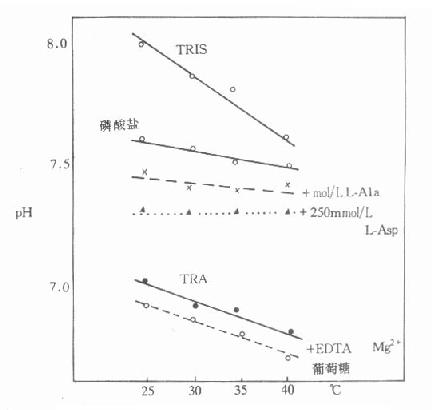 8.0
TRIS
磷酸盐
7.5
+mol/L L-Ala
+250mmol/L
L-Asp
pH
TRA
7.0
+EDTA Mg²⁺
葡萄糖
25 30 35 40 ℃